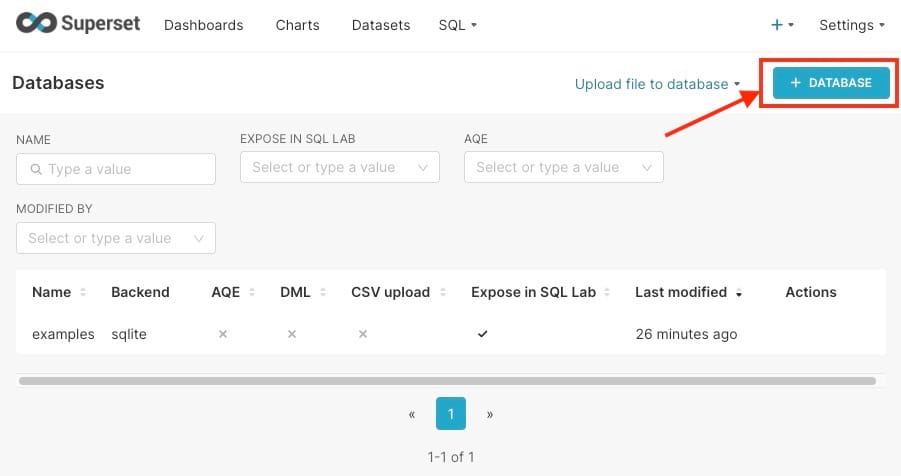 Superset Dashboards Charts Datasets SQL + Settings
Databases Upload file to database + DATABASE
NAME EXPOSE IN SQL LAB AQE
Type a value Select or type a value Select or type a value
MODIFIED BY
Select or type a value
Name Backend AQE DML CSV upload Expose in SQL Lab Last modified Actions
examples sqlite 26 minutes ago
« 1 »
1-1 of 1